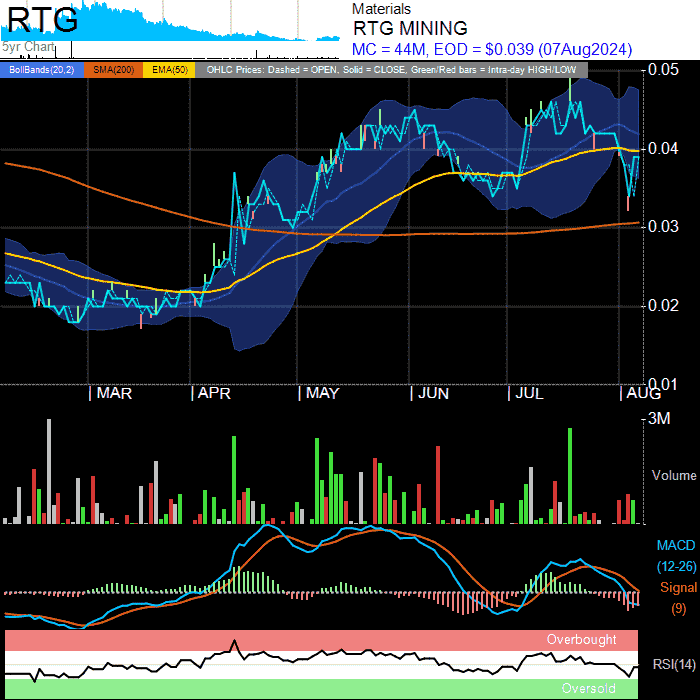 RTG
5yr Chart
Materials
RTG MINING
MC = 44M, EOD = $0.039 (07Aug2024)
BollBands(20,2) SMA(200) EMA(50) OHLC Prices: Dashed = OPEN, Solid = CLOSE, Green/Red bars = Intra-day HIGH/LOW
0.05
0.04
0.03
0.02
0.01
MAR APR MAY JUN JUL AUG
3M
Volume
MACD
(12-26)
Signal
(9)
Overbought
RSI(14)
Oversold